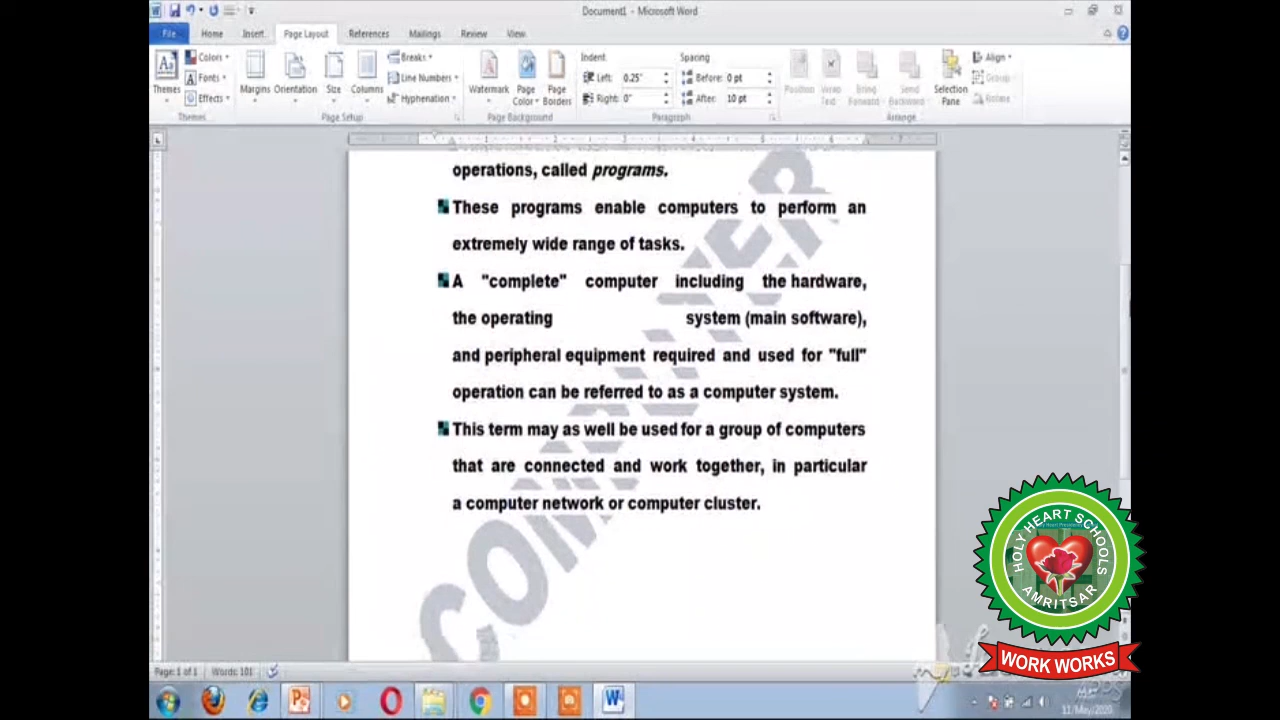 Document1 - Microsoft Word
File Home Insert Page Layout References Mailings Review View
Themes
Colors
Fonts
Effects
Themes
Margins Orientation Size Columns
Breaks
Line Numbers
Hyphenation
Page Setup
Watermark Page Color Page Borders
Page Background
Indent
Left: 0.25"
Right: 0"
Spacing
Before: 0 pt
After: 10 pt
Paragraph
Position Wrap Text Bring Forward Send Backward Selection Pane
Align
Group
Rotate
Arrange
operations, called programs.
These programs enable computers to perform an
extremely wide range of tasks.
A "complete" computer including the hardware,
the operating system (main software),
and peripheral equipment required and used for "full"
operation can be referred to as a computer system.
This term may as well be used for a group of computers
that are connected and work together, in particular
a computer network or computer cluster.
COMPUTER
HOLY HEART SCHOOLS
AMRITSAR
WORK WORKS
Page: 1 of 1 Words: 101
11/May/2020